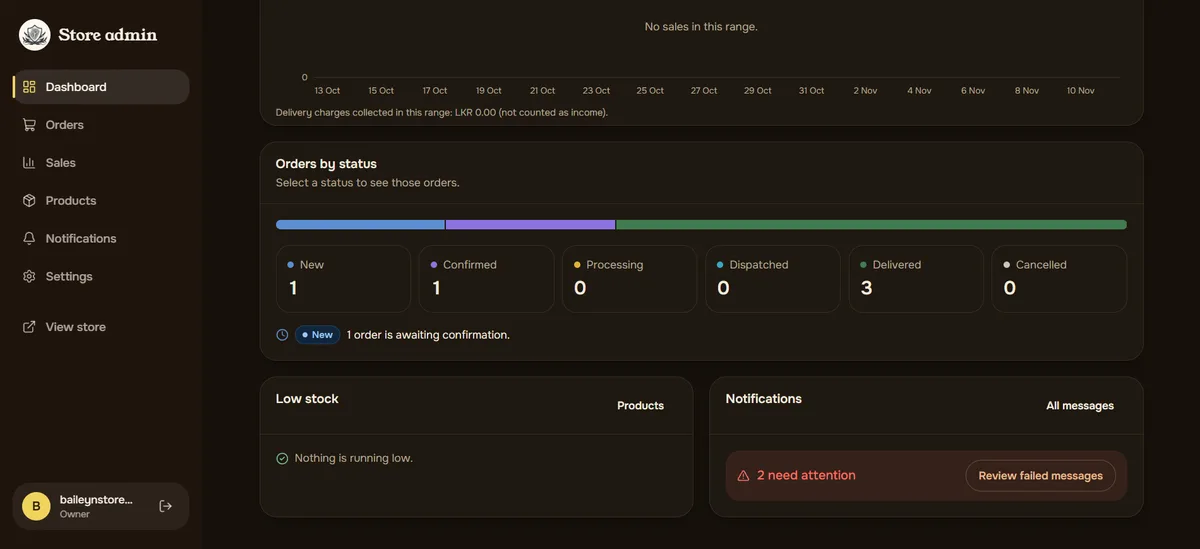 Store admin
Dashboard
Orders
Sales
Products
Notifications
Settings
View store
B
baileynstore...
Owner
No sales in this range.
0
13 Oct 15 Oct 17 Oct 19 Oct 21 Oct 23 Oct 25 Oct 27 Oct 29 Oct 31 Oct 2 Nov 4 Nov 6 Nov 8 Nov 10 Nov
Delivery charges collected in this range: LKR 0.00 (not counted as income).
Orders by status
Select a status to see those orders.
New
1
Confirmed
1
Processing
0
Dispatched
0
Delivered
3
Cancelled
0
New 1 order is awaiting confirmation.
Low stock
Products
Nothing is running low.
Notifications
All messages
2 need attention
Review failed messages